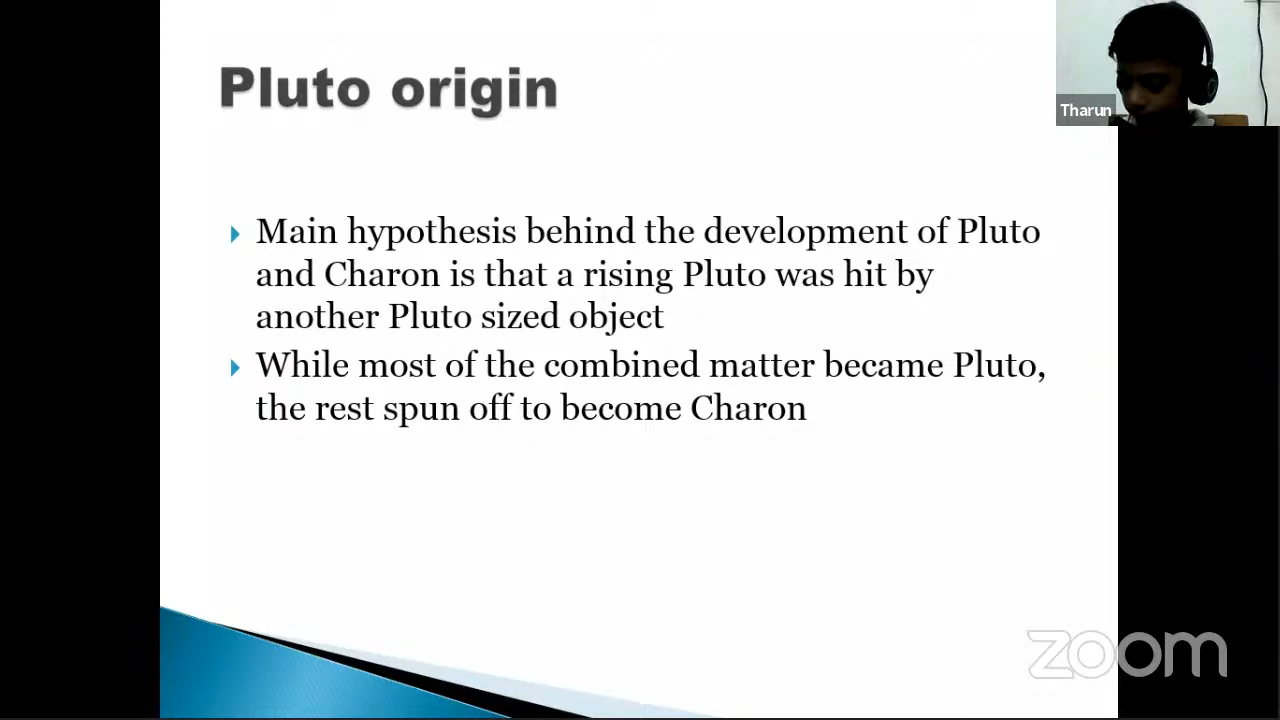 Pluto origin
Tharun
Main hypothesis behind the development of Pluto
and Charon is that a rising Pluto was hit by
another Pluto sized object
While most of the combined matter became Pluto,
the rest spun off to become Charon
zoom